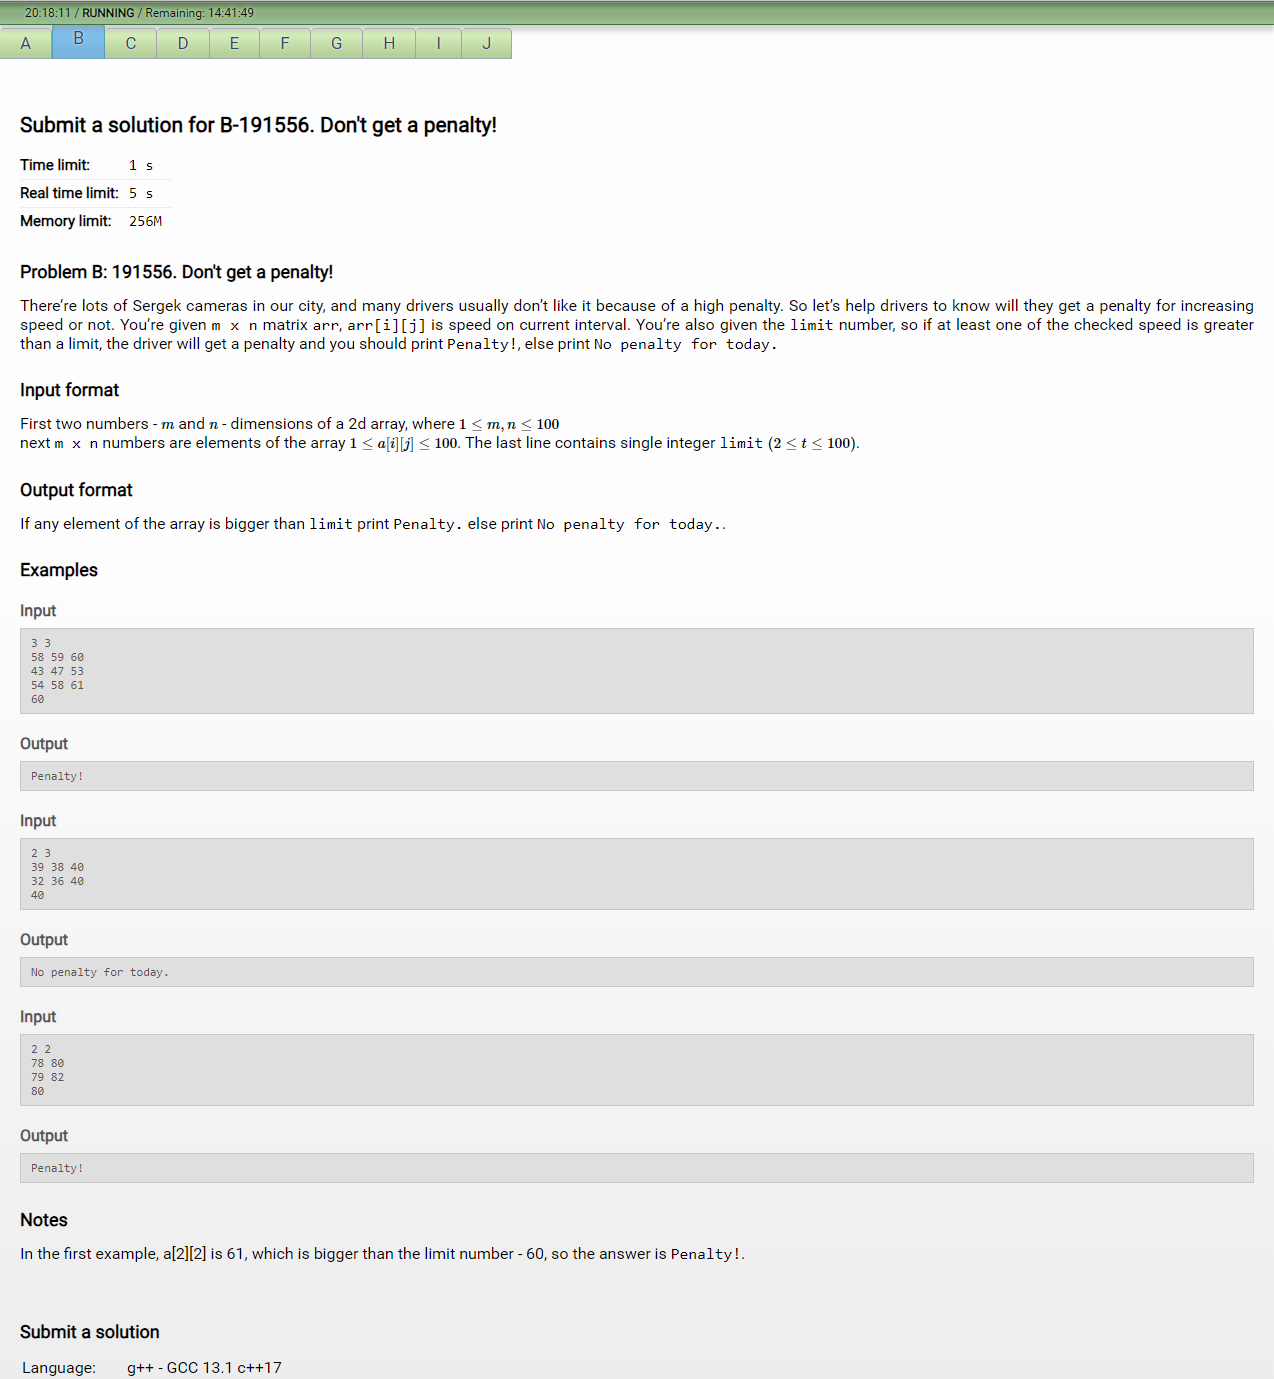 20:18:11 / RUNNING / Remaining: 14:41:49
A B C D E F G H I J
Submit a solution for B-191556. Don't get a penalty!
Time limit: 1 s
Real time limit: 5 s
Memory limit: 256M
Problem B: 191556. Don't get a penalty!
There're lots of Sergek cameras in our city, and many drivers usually don't like it because of a high penalty. So let's help drivers to know will they get a penalty for increasing
speed or not. You're given m x n matrix arr, arr[i][j] is speed on current interval. You're also given the limit number, so if at least one of the checked speed is greater
than a limit, the driver will get a penalty and you should print Penalty!, else print No penalty for today.
Input format
First two numbers - m and n - dimensions of a 2d array, where 1 ≤ m, n ≤ 100
next m x n numbers are elements of the array 1 ≤ a[i][j] ≤ 100. The last line contains single integer limit (2 ≤ t ≤ 100).
Output format
If any element of the array is bigger than limit print Penalty. else print No penalty for today..
Examples
Input
3 3
58 59 60
43 47 53
54 58 61
60
Output
Penalty!
Input
2 3
39 38 40
32 36 40
40
Output
No penalty for today.
Input
2 2
78 80
79 82
80
Output
Penalty!
Notes
In the first example, a[2][2] is 61, which is bigger than the limit number - 60, so the answer is Penalty!.
Submit a solution
Language: g++ - GCC 13.1 c++17